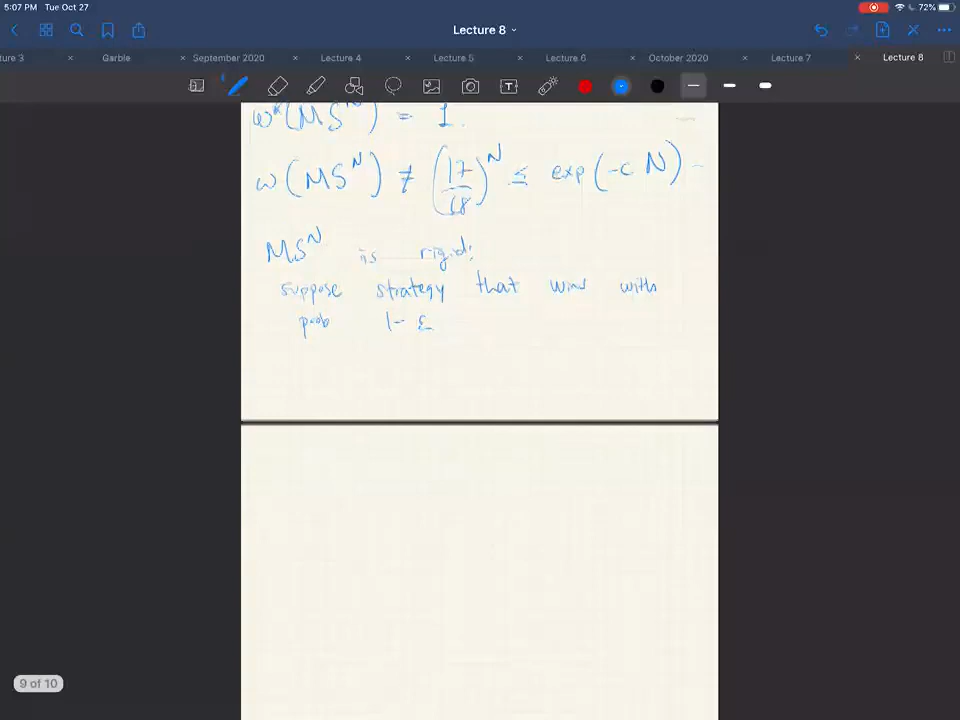 5:07 PM Tue Oct 27
72%
Lecture 8
ure 3
Garble
September 2020
Lecture 4
Lecture 5
Lecture 6
October 2020
Lecture 7
Lecture 8
ω*(MS^N) = 1.
ω(MS^N) ≠ (17/18)^N ≤ exp(-c N)
MS^N is rigid:
suppose strategy that wins with
prob 1-ε
9 of 10